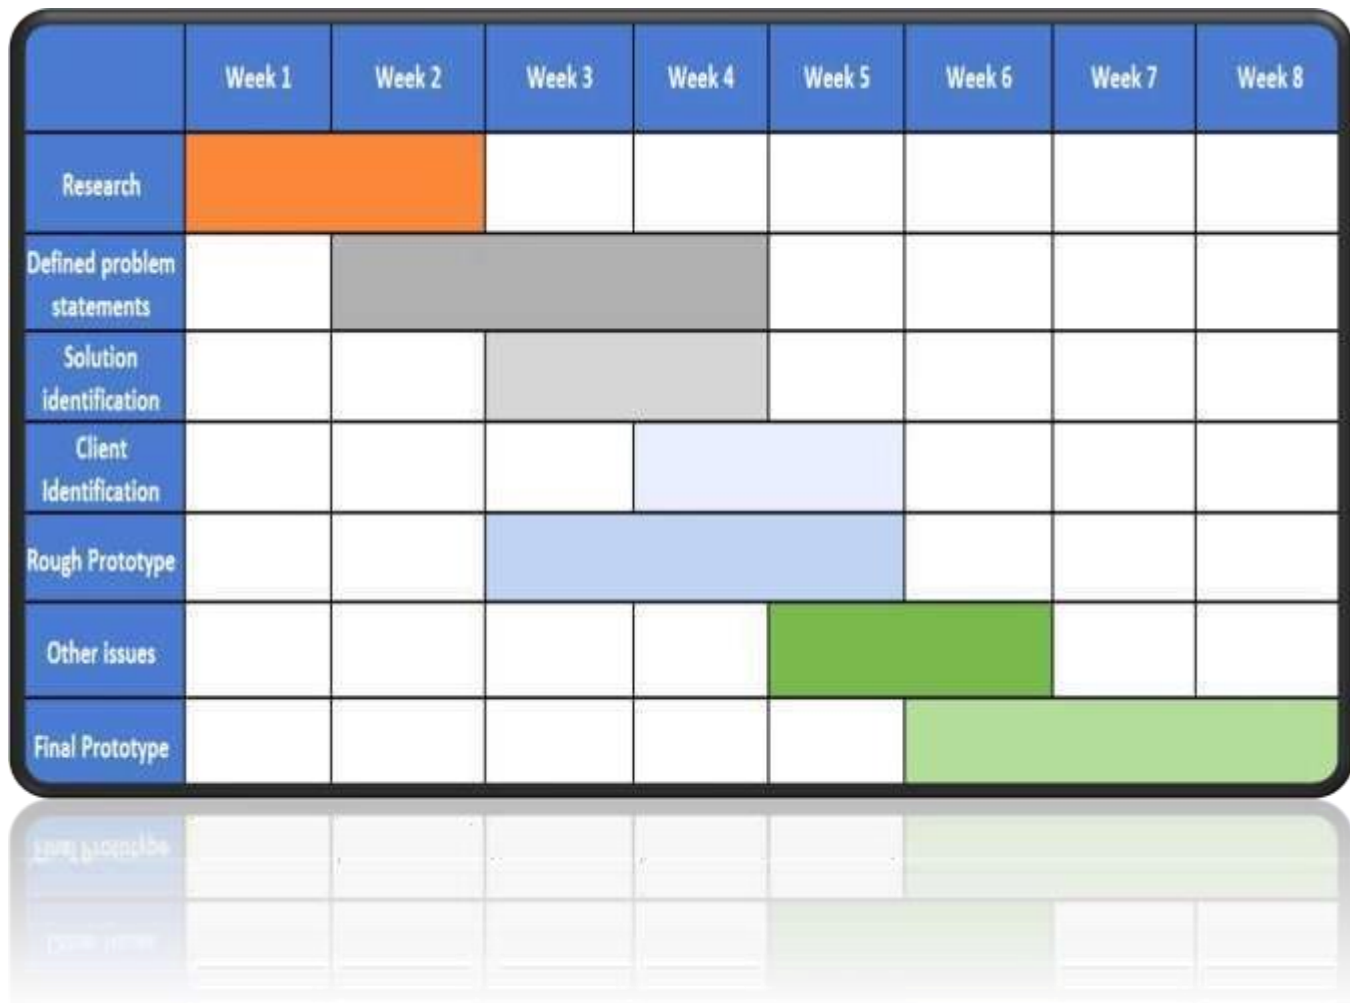 Week 1
Week 2
Week 3
Week 4
Week 5
Week 6
Week 7
Week 8
Research
Defined problem
statements
Solution
identification
Client
Identification
Rough Prototype
Other issues
Final Prototype